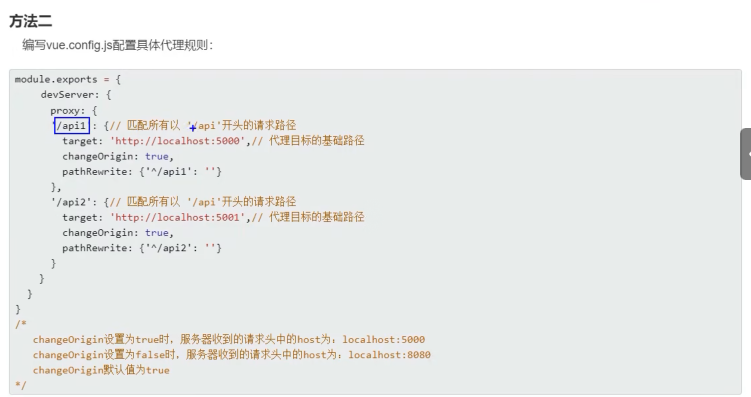 方法二
编写vue.config.js配置具体代理规则:
module.exports = {
devServer: {
proxy: {
'/api1': {// 匹配所有以 '/api'开头的请求路径
target: 'http://localhost:5000',// 代理目标的基础路径
changeOrigin: true,
pathRewrite: {'^/api1': ''}
},
'/api2': {// 匹配所有以 '/api'开头的请求路径
target: 'http://localhost:5001',// 代理目标的基础路径
changeOrigin: true,
pathRewrite: {'^/api2': ''}
}
}
}
}
/*
changeOrigin设置为true时，服务器收到的请求头中的host为：localhost:5000
changeOrigin设置为false时，服务器收到的请求头中的host为：localhost:8080
changeOrigin默认值为true
*/